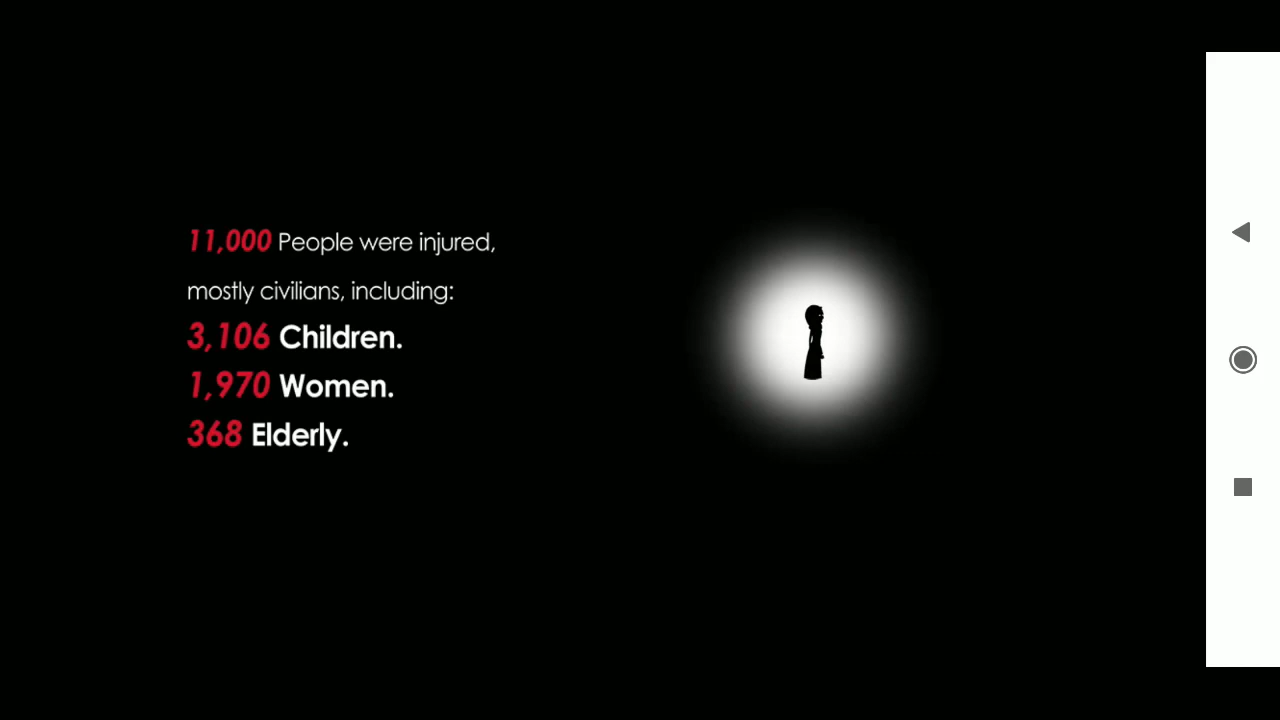 11,000 People were injured,
mostly civilians, including:
3,106 Children.
1,970 Women.
368 Elderly.